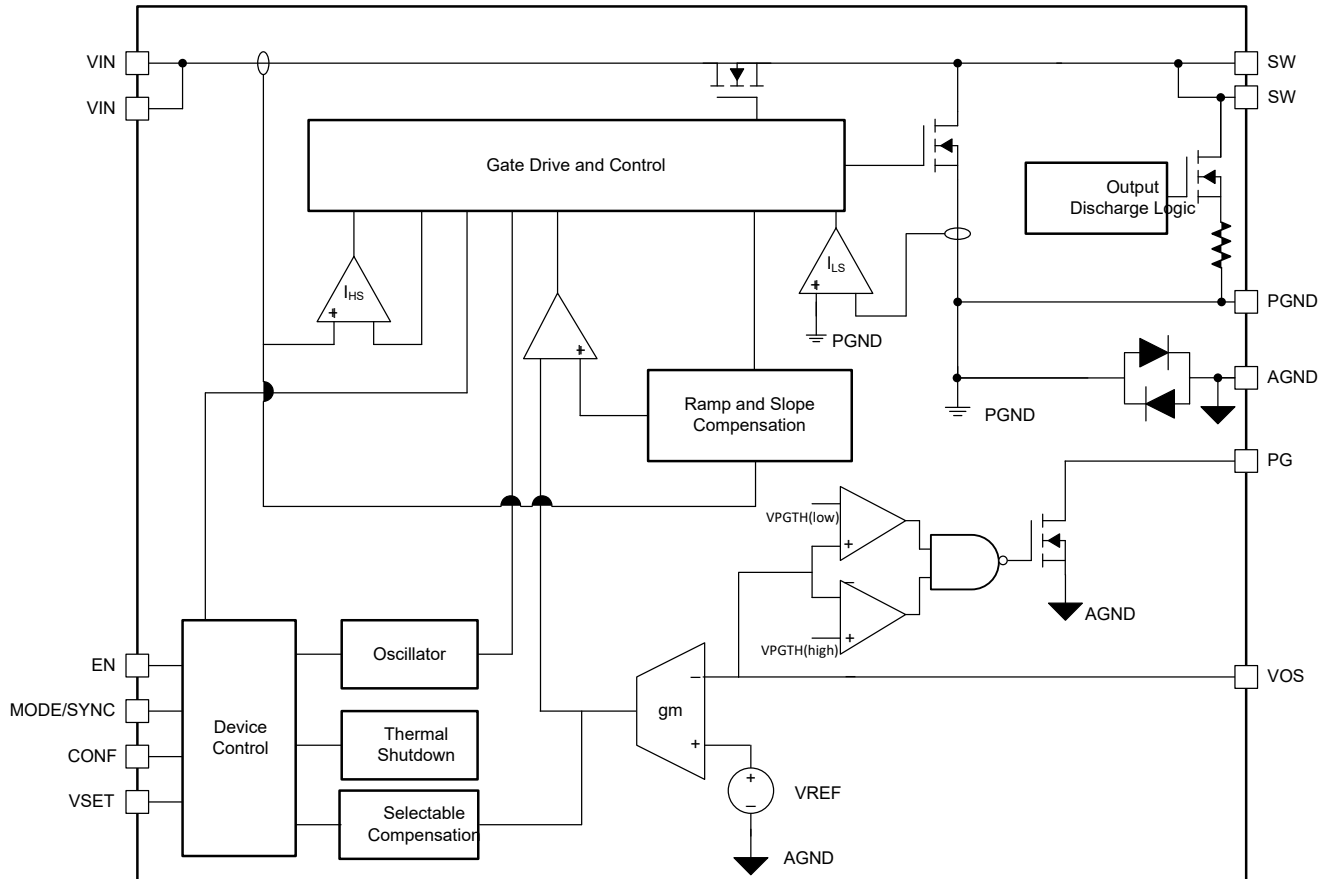 VIN
SW
VIN
SW
Gate Drive and Control
Output
Discharge Logic
I_HS
+
I_LS
+
PGND
PGND
+
Ramp and Slope
Compensation
AGND
PGND
PG
VPGTH(low)
+
−
AGND
VPGTH(high)
+
EN
Oscillator
VOS
MODE/SYNC
−
−
gm
Device
Control
Thermal
Shutdown
CONF
+
VSET
Selectable
Compensation
+
−
VREF
AGND